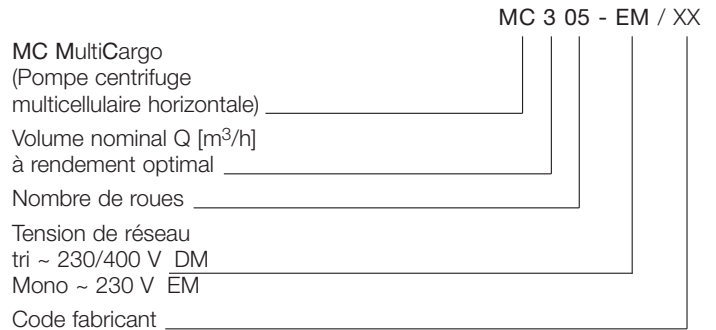 MC 3 05 - EM / XX
MC MultiCargo
(Pompe centrifuge
multicellulaire horizontale)
Volume nominal Q [m³/h]
à rendement optimal
Nombre de roues
Tension de réseau
tri ~ 230/400 V DM
Mono ~ 230 V EM
Code fabricant